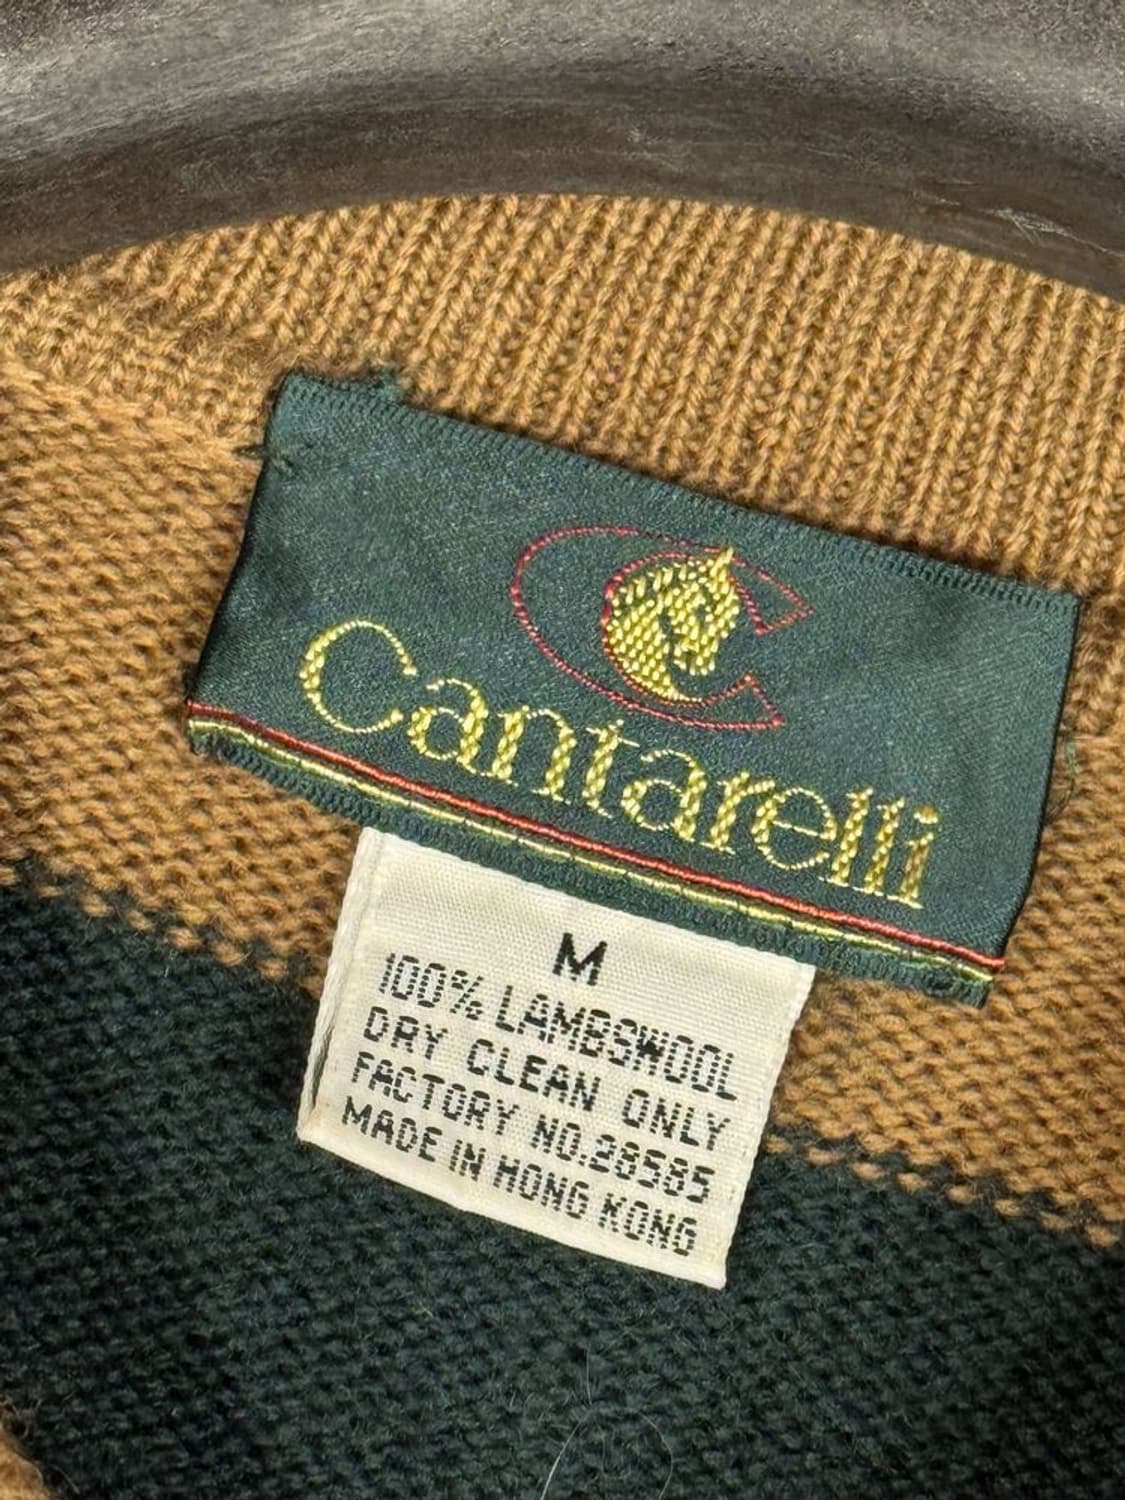 C
Cantarelli
M
100% LAMBSWOOL
DRY CLEAN ONLY
FACTORY NO.28585
MADE IN HONG KONG